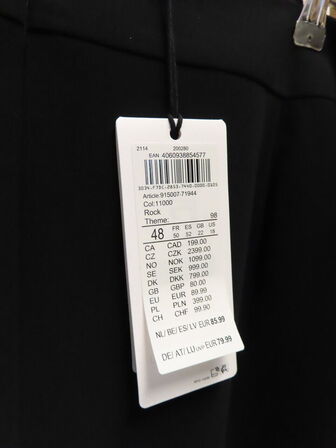 2114 200280
EAN 4060938854577
Article:915007-71944
Col:11000
Rock
Theme: 98
48 FR ES GB US
50 52 22 18
CA CAD 199.00
CZ CZK 2399.00
NO NOK 1099.00
SE SEK 999.00
DK DKK 799.00
GB GBP 80.00
EU EUR 89.99
PL PLN 399.00
CH CHF 99.90
NL/ BE/ ES/ LV EUR 85.99
DE/ AT/ LU UVP EUR 79.99